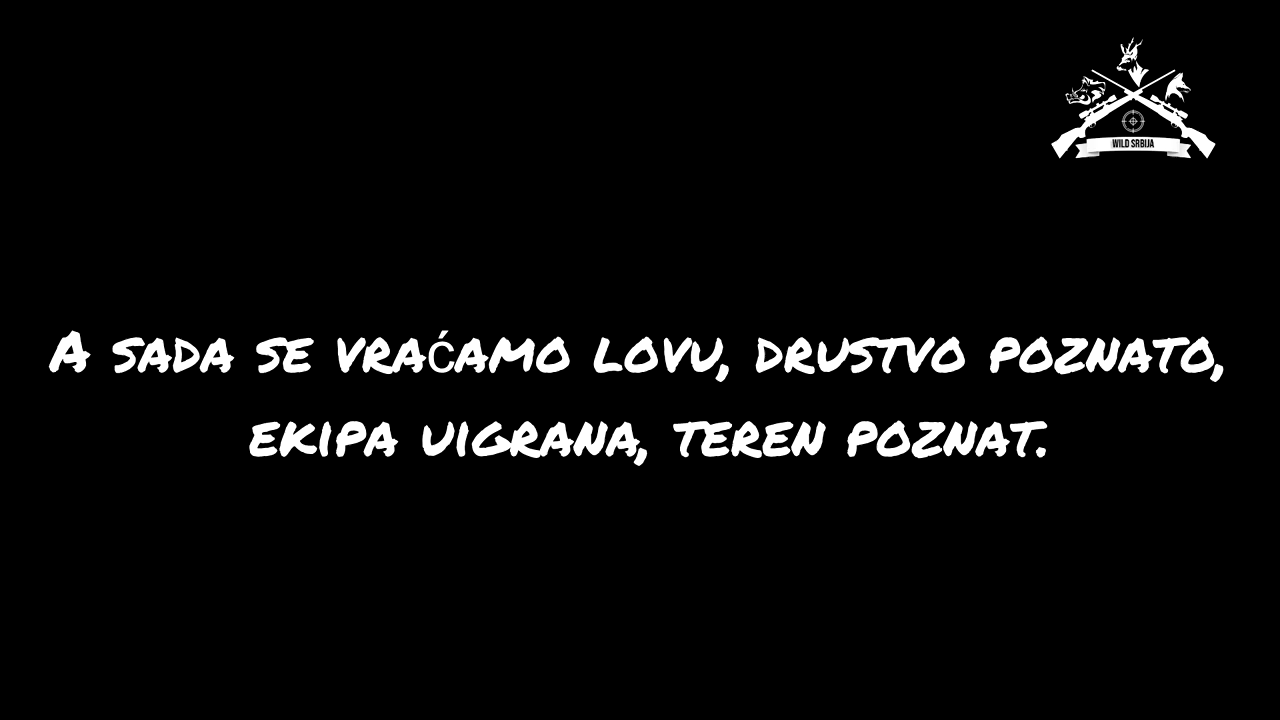 WILD SRBIJA
A SADA SE VRAĆAMO LOVU, DRUSTVO POZNATO,
EKIPA UIGRANA, TEREN POZNAT.